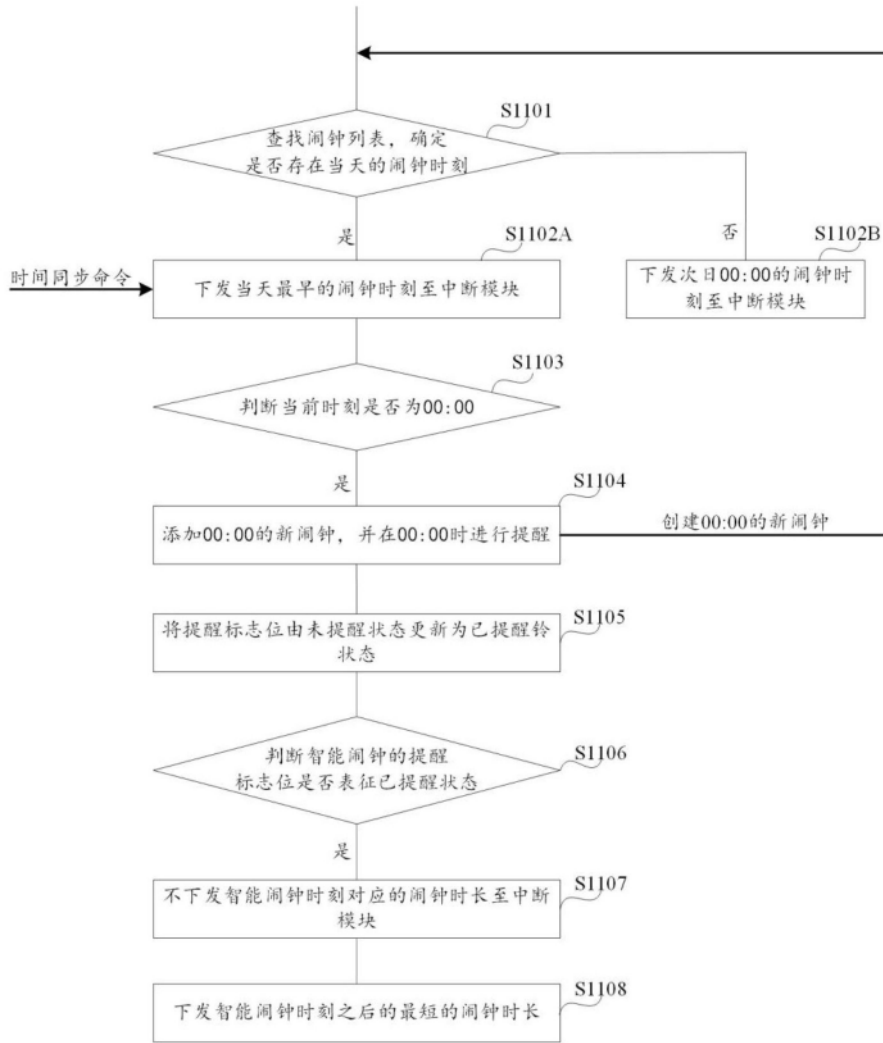 S1101
查找闹钟列表，确定
是否存在当天的闹钟时刻
是
否
S1102A
S1102B
时间同步命令
下发当天最早的闹钟时刻至中断模块
下发次日00:00的闹钟时
刻至中断模块
S1103
判断当前时刻是否为00:00
是
S1104
添加00:00的新闹钟，并在00:00时进行提醒
创建00:00的新闹钟
S1105
将提醒标志位由未提醒状态更新为已提醒铃
状态
S1106
判断智能闹钟的提醒
标志位是否表征已提醒状态
是
S1107
不下发智能闹钟时刻对应的闹钟时长至中断
模块
S1108
下发智能闹钟时刻之后的最短的闹钟时长